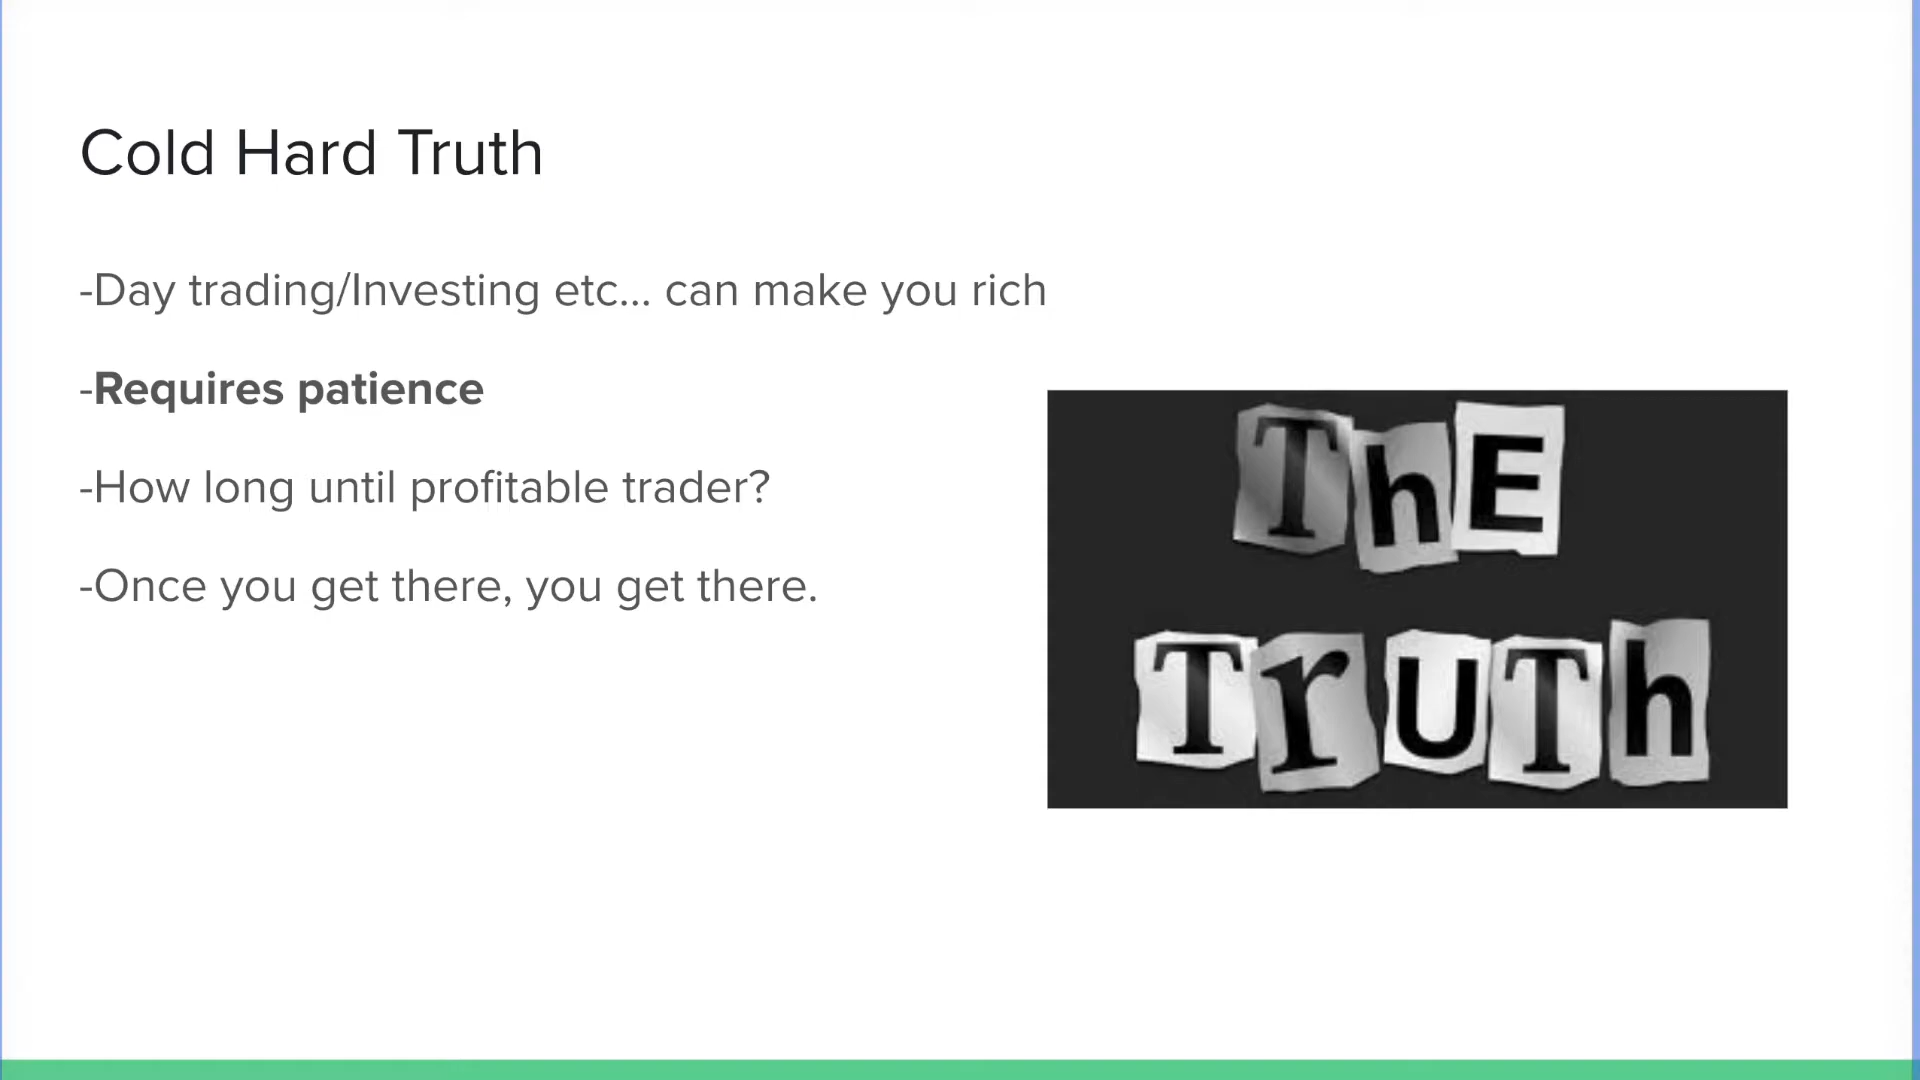 Cold Hard Truth
-Day trading/Investing etc... can make you rich
-Requires patience
-How long until profitable trader?
-Once you get there, you get there.
ThE
TruTh